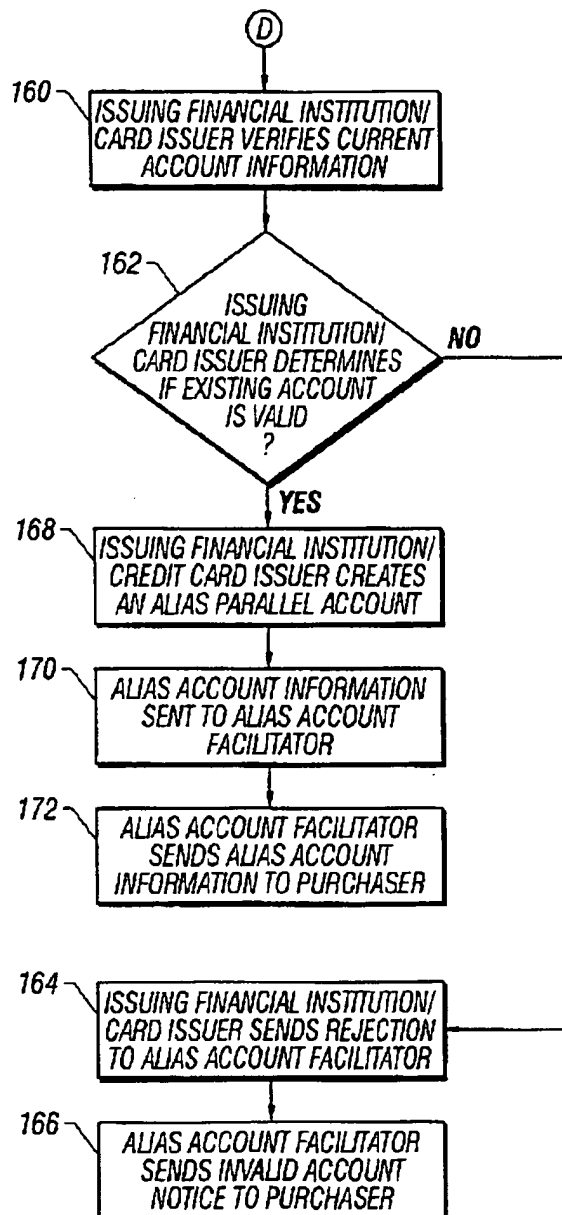 D
160
ISSUING FINANCIAL INSTITUTION/
CARD ISSUER VERIFIES CURRENT
ACCOUNT INFORMATION
162
ISSUING
FINANCIAL INSTITUTION/
CARD ISSUER DETERMINES
IF EXISTING ACCOUNT
IS VALID
?
NO
YES
168
ISSUING FINANCIAL INSTITUTION/
CREDIT CARD ISSUER CREATES
AN ALIAS PARALLEL ACCOUNT
170
ALIAS ACCOUNT INFORMATION
SENT TO ALIAS ACCOUNT
FACILITATOR
172
ALIAS ACCOUNT FACILITATOR
SENDS ALIAS ACCOUNT
INFORMATION TO PURCHASER
164
ISSUING FINANCIAL INSTITUTION/
CARD ISSUER SENDS REJECTION
TO ALIAS ACCOUNT FACILITATOR
166
ALIAS ACCOUNT FACILITATOR
SENDS INVALID ACCOUNT
NOTICE TO PURCHASER